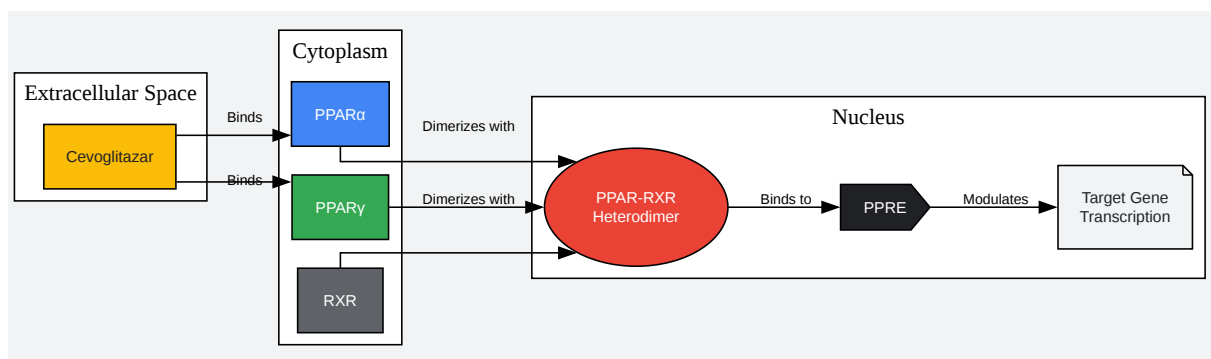 Extracellular Space
Cevoglitazar
Binds
Binds
Cytoplasm
PPARα
PPARγ
RXR
Dimerizes with
Dimerizes with
Nucleus
PPAR-RXR
Heterodimer
Binds to
PPRE
Modulates
Target Gene
Transcription